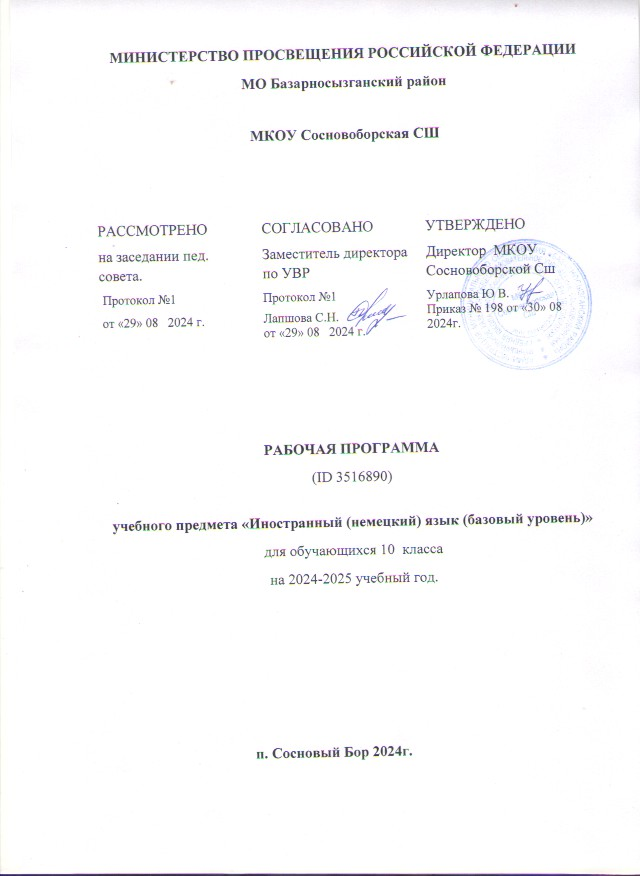 МИНИСТЕРСТВО ПРОСВЕЩЕНИЯ РОССИЙСКОЙ ФЕДЕРАЦИИ
МО Базарносызганский район
МКОУ Сосновоборская СШ
РАССМОТРЕНО
на заседании пед.
совета.
Протокол №1
от «29» 08 2024 г.
СОГЛАСОВАНО
Заместитель директора
по УВР
Протокол №1
Лапшова С.Н.
от «29» 08 2024 г.
УТВЕРЖДЕНО
Директор МКОУ
Сосновоборской Сш
Урлапова Ю В.
Приказ № 198 от «30» 08
2024г.
РАБОЧАЯ ПРОГРАММА
(ID 3516890)
учебного предмета «Иностранный (немецкий) язык (базовый уровень)»
для обучающихся 10 класса
на 2024-2025 учебный год.
п. Сосновый Бор 2024г.